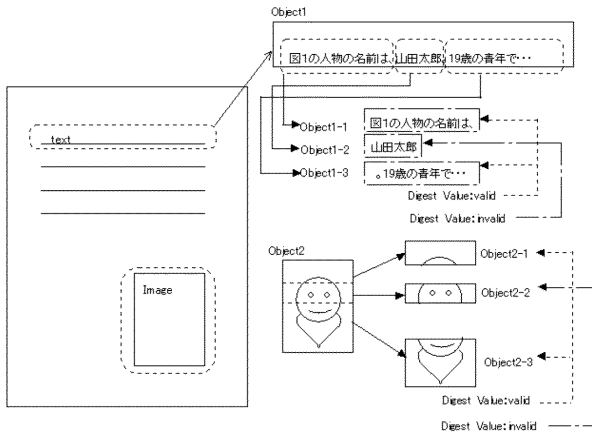 Object1
図1の人物の名前は、山田太郎。19歳の青年で…
text
Object1-1 図1の人物の名前は、
Object1-2 山田太郎
Object1-3 。19歳の青年で…
Digest Value:valid
Digest Value:invalid
Object2
Object2-1
Image
Object2-2
Object2-3
Digest Value:valid
Digest Value:invalid